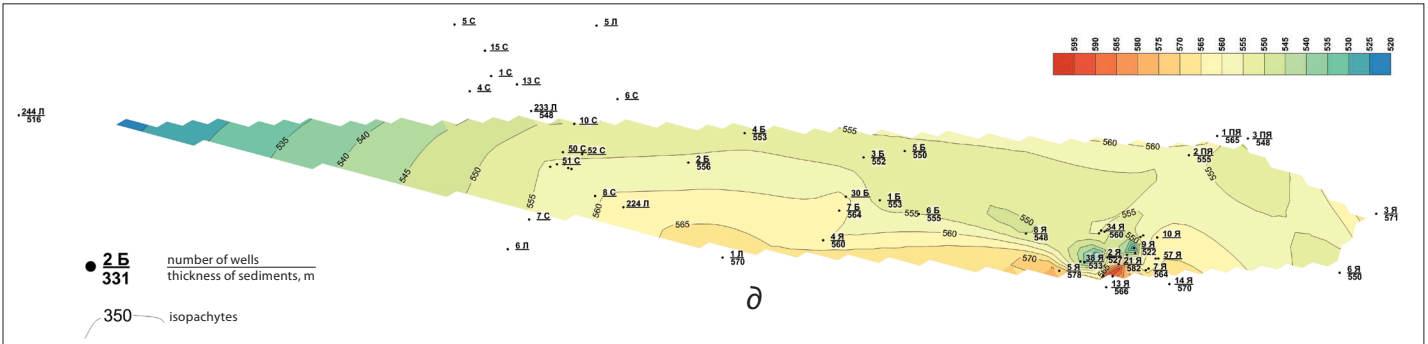 5 С
5 Л
15 С
1 С
13 С
4 С
6 С
244 Л
516
233 Л
548
10 С
4 Б
553
555
3 Б
552
5 Б
550
560
560
1 ПЯ
565
3 ПЯ
548
2 ПЯ
555
555
595 590 585 580 575 570 565 560 555 550 545 540 535 530 525 520
535
540
540
545
550
555
50 С
52 С
51 С
2 Б
556
8 С
560
224 Л
7 С
6 Л
565
1 Л
570
30 Б
7 Б
564
1 Б
553
555
6 Б
555
4 Я
560
560
550
8 Я
548
570
555
34 Я
560
10 Я
9 Я
522
5 Я
578
38 Я
533
2 Я
527
21 Я
582
57 Я
7 Я
564
13 Я
566
14 Я
570
3 Я
571
6 Я
550
2 Б
331
number of wells
thickness of sediments, m
350
isopachytes
д